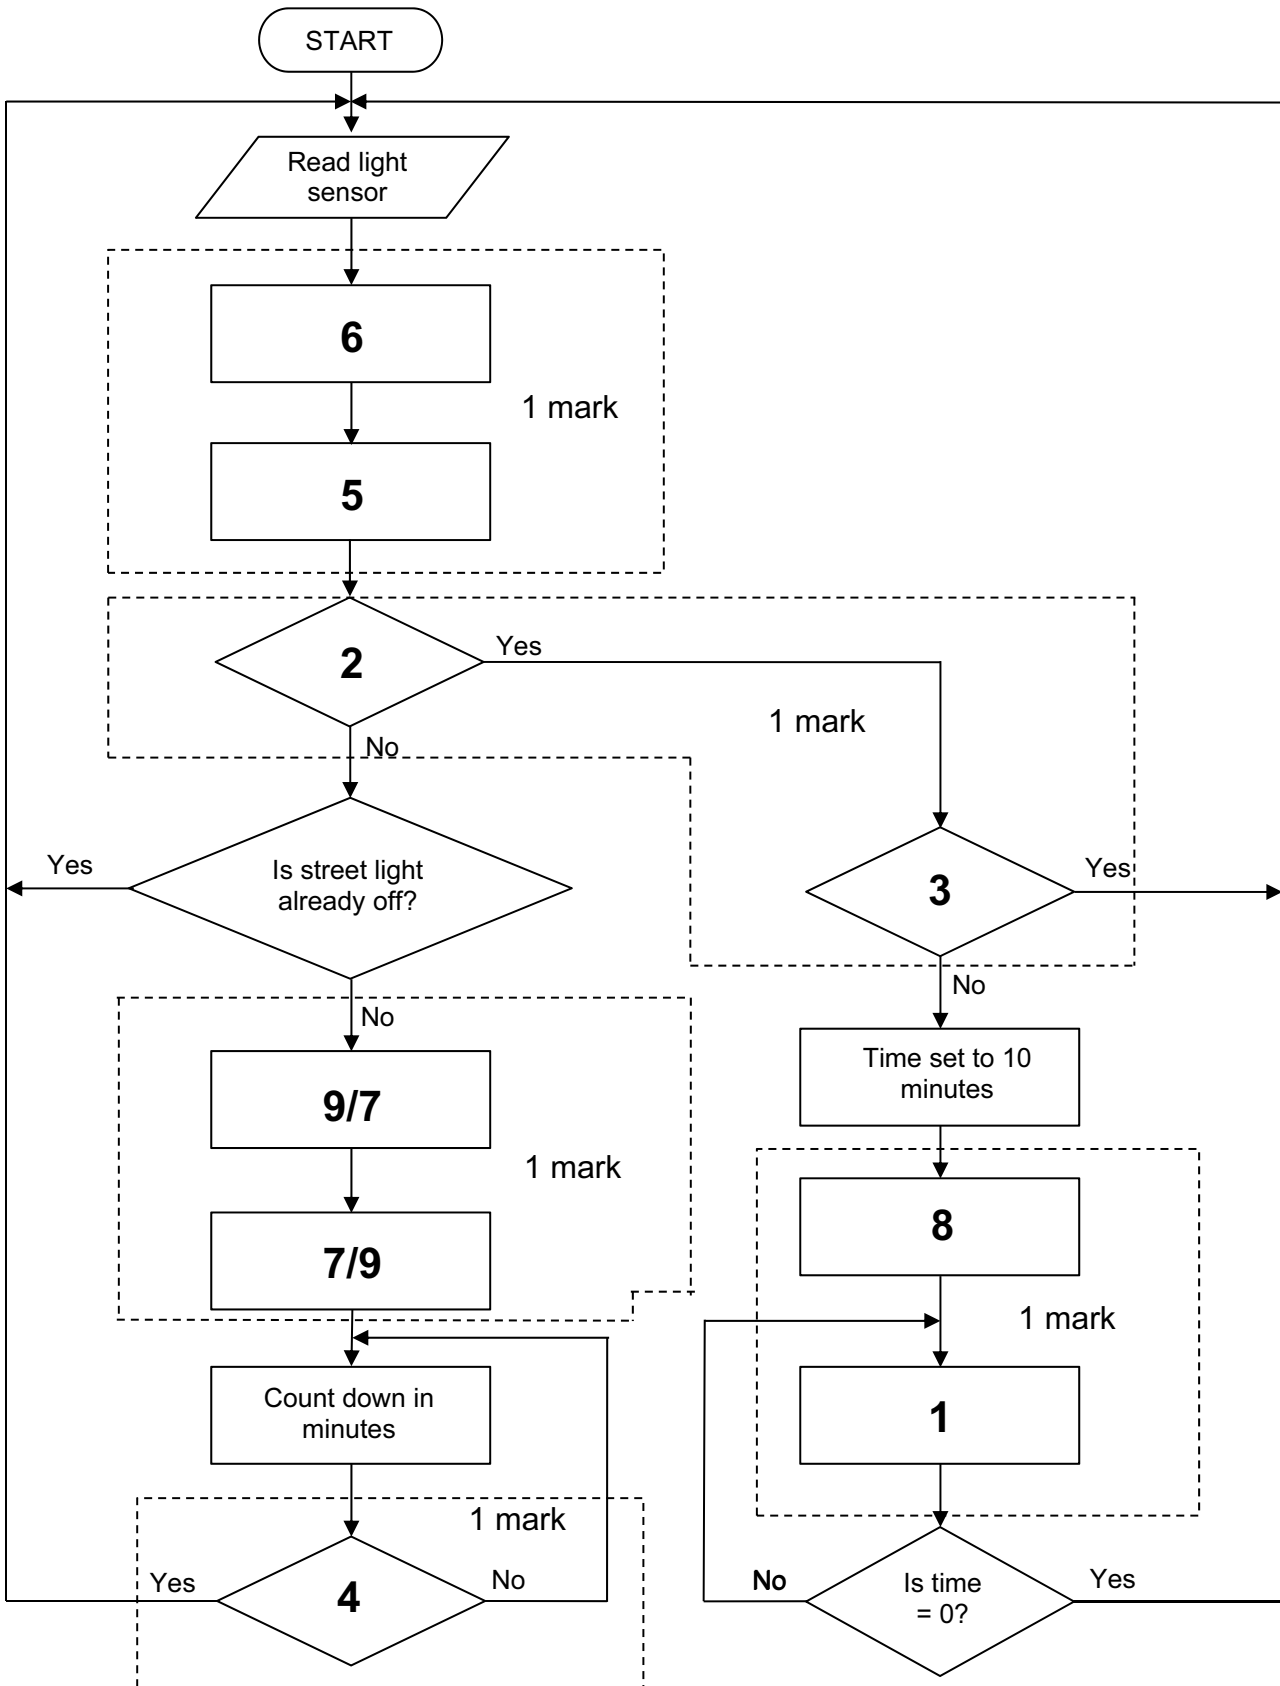 START
Read light
sensor
6
1 mark
5
2
Yes
No
1 mark
Yes
Is street light
already off?
3
Yes
No
No
9/7
Time set to 10
minutes
1 mark
7/9
8
1 mark
Count down in
minutes
1
1 mark
Yes
4
No
No
Is time
= 0?
Yes